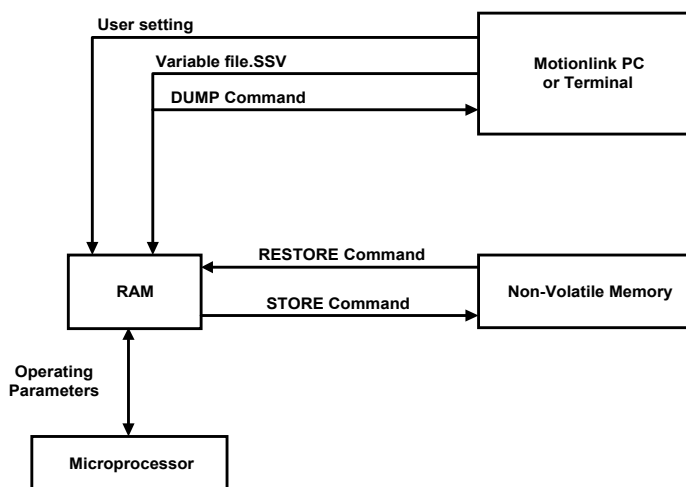 User setting
Variable file.SSV
DUMP Command
Motionlink PC
or Terminal
RESTORE Command
RAM
STORE Command
Non-Volatile Memory
Operating
Parameters
Microprocessor